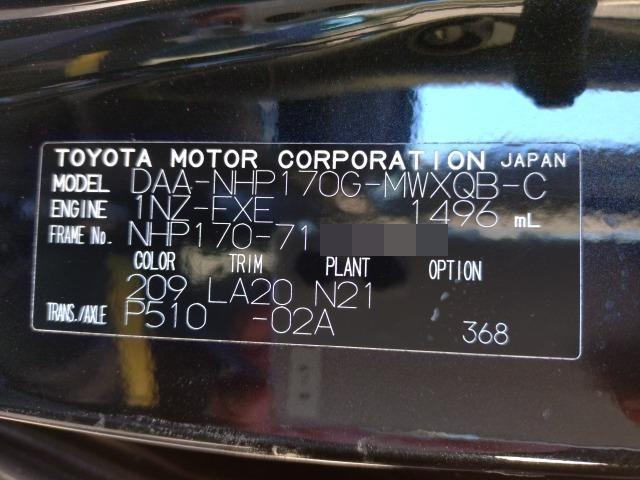 TOYOTA MOTOR CORPORATION JAPAN
MODEL DAA-NHP170G-MWXQB-C
ENGINE 1NZ-FXE 1496 mL
FRAME No. NHP170-71
COLOR TRIM PLANT OPTION
209 LA20 N21
TRANS./AXLE P510 -02A
368